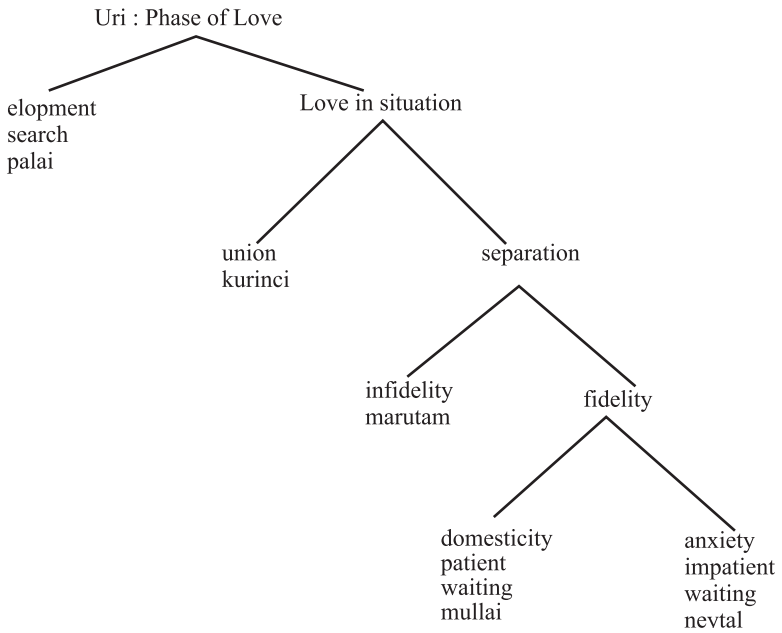 Uri : Phase of Love
elopment
search
palai
Love in situation
union
kurinci
separation
infidelity
marutam
fidelity
domesticity
patient
waiting
mullai
anxiety
impatient
waiting
neytal